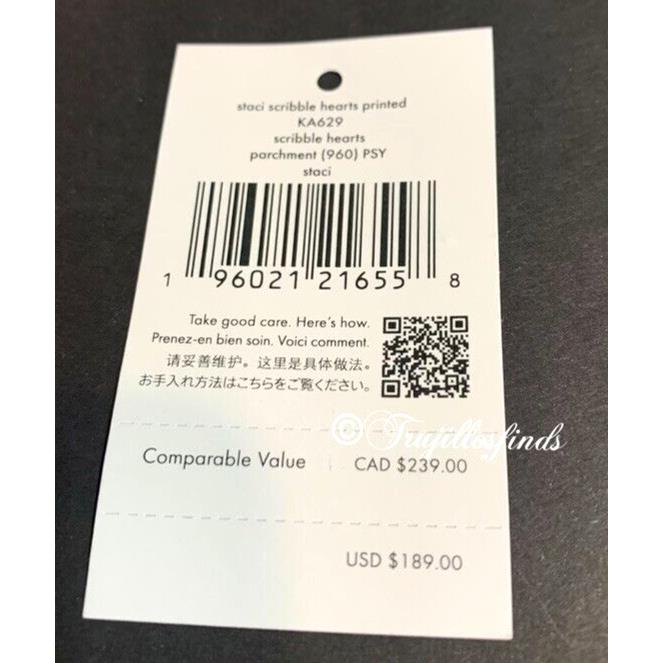 staci scribble hearts printed
KA629
scribble hearts
parchment (960) PSY
staci
1 96021 21655 8
Take good care. Here's how.
Prenez-en bien soin. Voici comment.
请妥善维护。这里是具体做法。
お手入れ方法はこちらをご覧ください。
© Trujillosfinds
Comparable Value CAD $239.00
USD $189.00